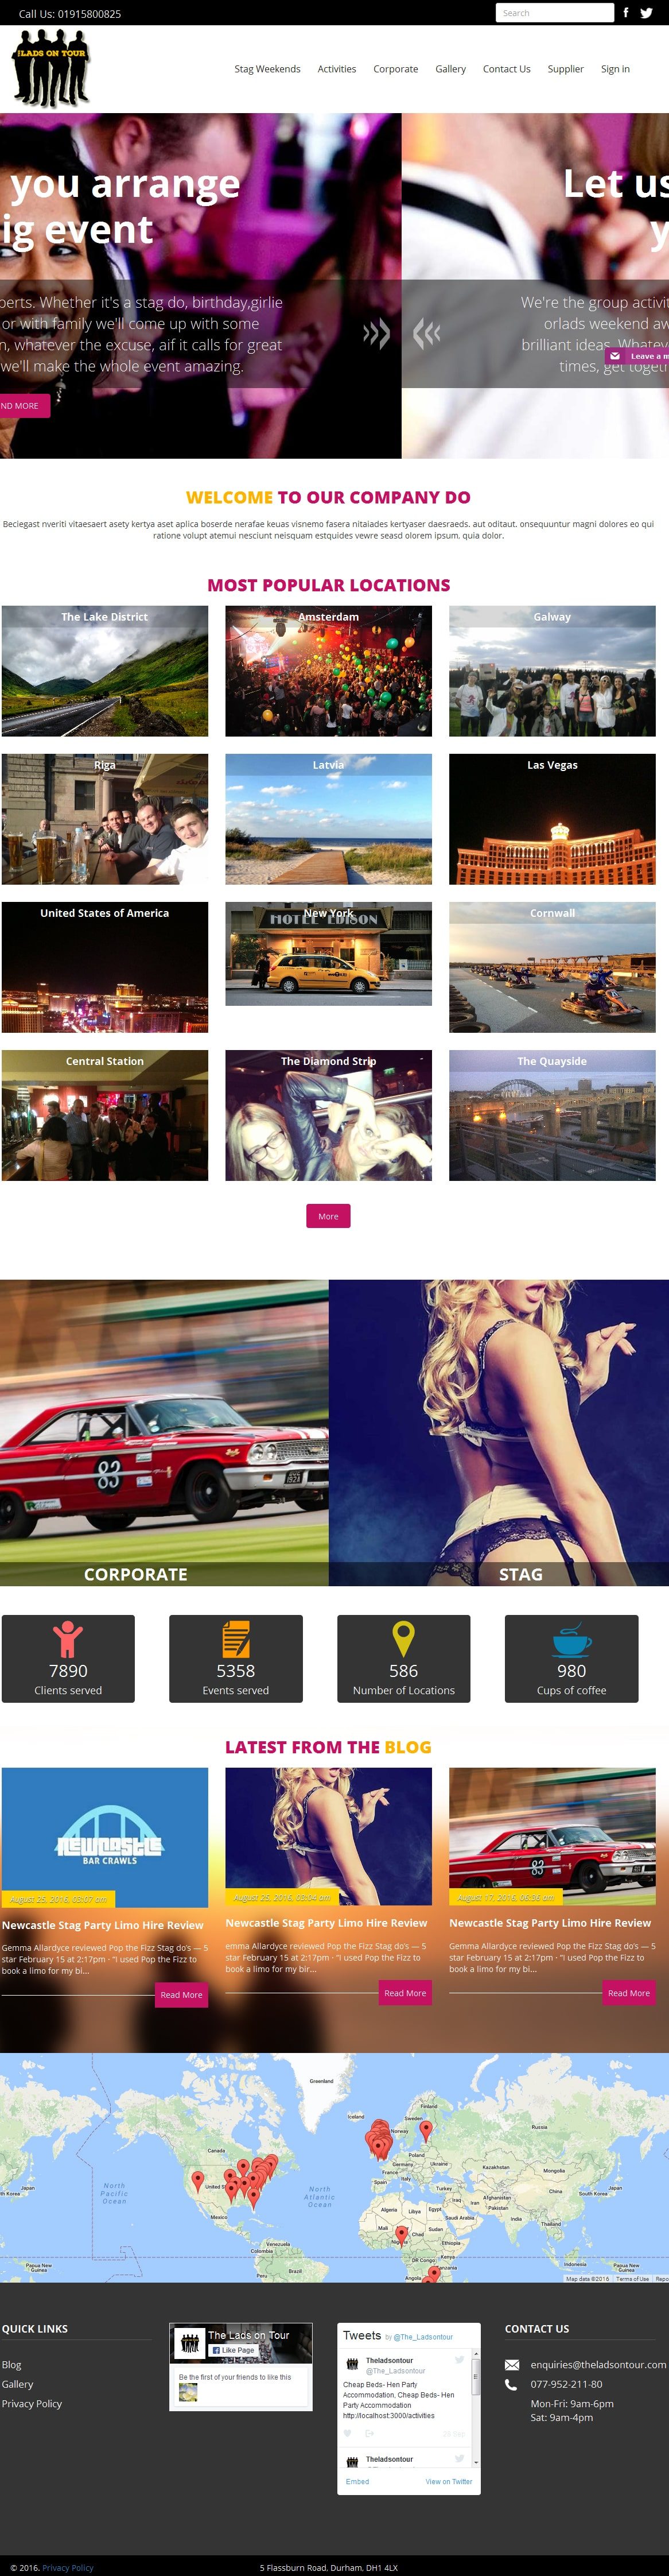 Call Us: 01915800825
Search
THE LADS ON TOUR
Stag Weekends Activities Corporate Gallery Contact Us Supplier Sign in
you arrange
ig event
perts. Whether it's a stag do, birthday,girlie
or with family we'll come up with some
n, whatever the excuse, aif it calls for great
we'll make the whole event amazing.
ND MORE
Let us
y
We're the group activit
orlads weekend aw
brilliant ideas. Whatev
times, get togeth
Leave a m
WELCOME TO OUR COMPANY DO
Beciegast nveriti vitaesaert asety kertya aset aplica boserde nerafae keuas visnemo fasera nitaiades kertyaser daesraeds. aut oditaut, onsequuntur magni dolores eo qui
ratione volupt atemui nesciunt neisquam estquides vewre seasd olorem ipsum, quia dolor.
MOST POPULAR LOCATIONS
The Lake District
Amsterdam
Galway
Riga
Latvia
Las Vegas
United States of America
New York
HOTEL EDISON
Cornwall
Central Station
The Diamond Strip
The Quayside
More
83
CORPORATE
STAG
7890
Clients served
5358
Events served
586
Number of Locations
980
Cups of coffee
LATEST FROM THE BLOG
NEWCASTLE
BAR CRAWLS
August 25, 2016, 03:07 am
Newcastle Stag Party Limo Hire Review
Gemma Allardyce reviewed Pop the Fizz Stag do's — 5
star February 15 at 2:17pm · "I used Pop the Fizz to
book a limo for my bi...
Read More
August 25, 2016, 03:04 am
Newcastle Stag Party Limo Hire Review
emma Allardyce reviewed Pop the Fizz Stag do's — 5
star February 15 at 2:17pm · "I used Pop the Fizz to
book a limo for my bir...
Read More
83
August 17, 2016, 06:36 am
Newcastle Stag Party Limo Hire Review
Gemma Allardyce reviewed Pop the Fizz Stag do's — 5
star February 15 at 2:17pm · "I used Pop the Fizz to
book a limo for my bi...
Read More
Greenland
Iceland
Sweden
Finland
Norway
Russia
Canada
Poland
Germany
Ukraine
France
Kazakhstan
Mongolia
Spain
Turkey
United S
North Pacific Ocean
North Atlantic Ocean
h Korea
Japan
Iraq
Afghanistan
China
South Korea
Japan
Iran
Pakistan
Algeria
Libya
Egypt
Saudi Arabia
India
Mexico
Thailand
Mali
Niger
Chad
Sudan
Venezuela
Colombia
Ethiopia
DR Congo
Kenya
Tanzania
Indonesia
Papua New Guinea
Papua New Guinea
Brazil
Peru
Angola
Map data ©2016 Terms of Use Repo
QUICK LINKS
Blog
Gallery
Privacy Policy
The Lads on Tour
Like Page
Be the first of your friends to like this
Tweets by @The_Ladsontour
Theladsontour
@The_Ladsontour
Cheap Beds- Hen Party
Accommodation, Cheap Beds- Hen
Party Accommodation
http://localhost:3000/activities
Theladsontour
Embed
View on Twitter
CONTACT US
enquiries@theladsontour.com
077-952-211-80
Mon-Fri: 9am-6pm
Sat: 9am-4pm
© 2016. Privacy Policy
5 Flassburn Road, Durham, DH1 4LX